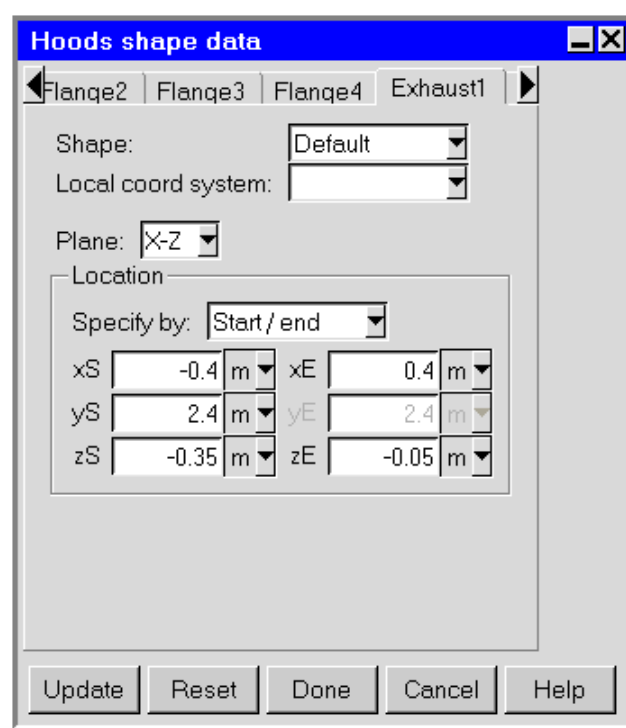 Hoods shape data
Flange2 Flange3 Flange4 Exhaust1
Shape: Default
Local coord system:
Plane: X-Z
Location
Specify by: Start / end
xS -0.4 m xE 0.4 m
yS 2.4 m yE 2.4 m
zS -0.35 m zE -0.05 m
Update Reset Done Cancel Help